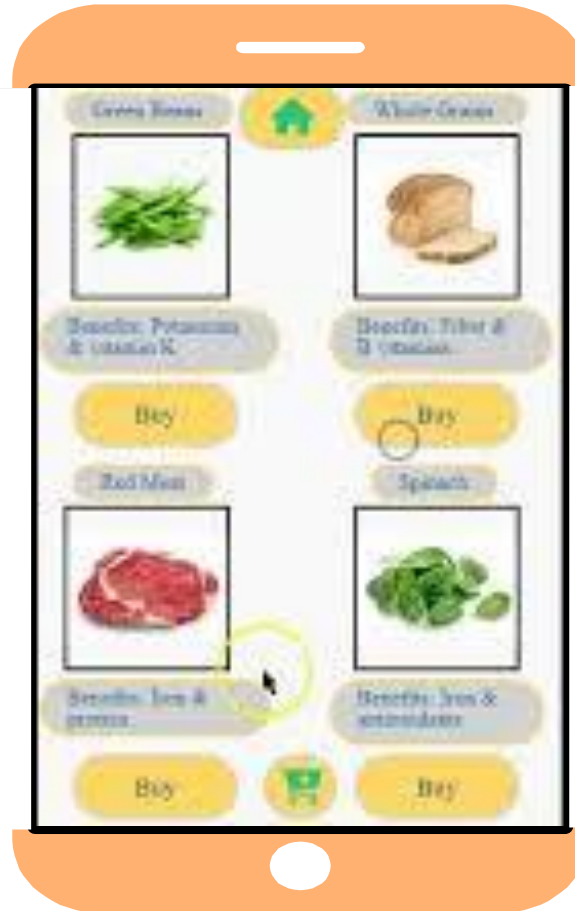 Green Beans
Whole Grains
Benefits: Potassium
& vitamin K
Benefits: Fiber &
B vitamins
Buy
Buy
Red Meat
Spinach
Benefits: Iron &
protein
Benefits: Iron &
antioxidants
Buy
Buy